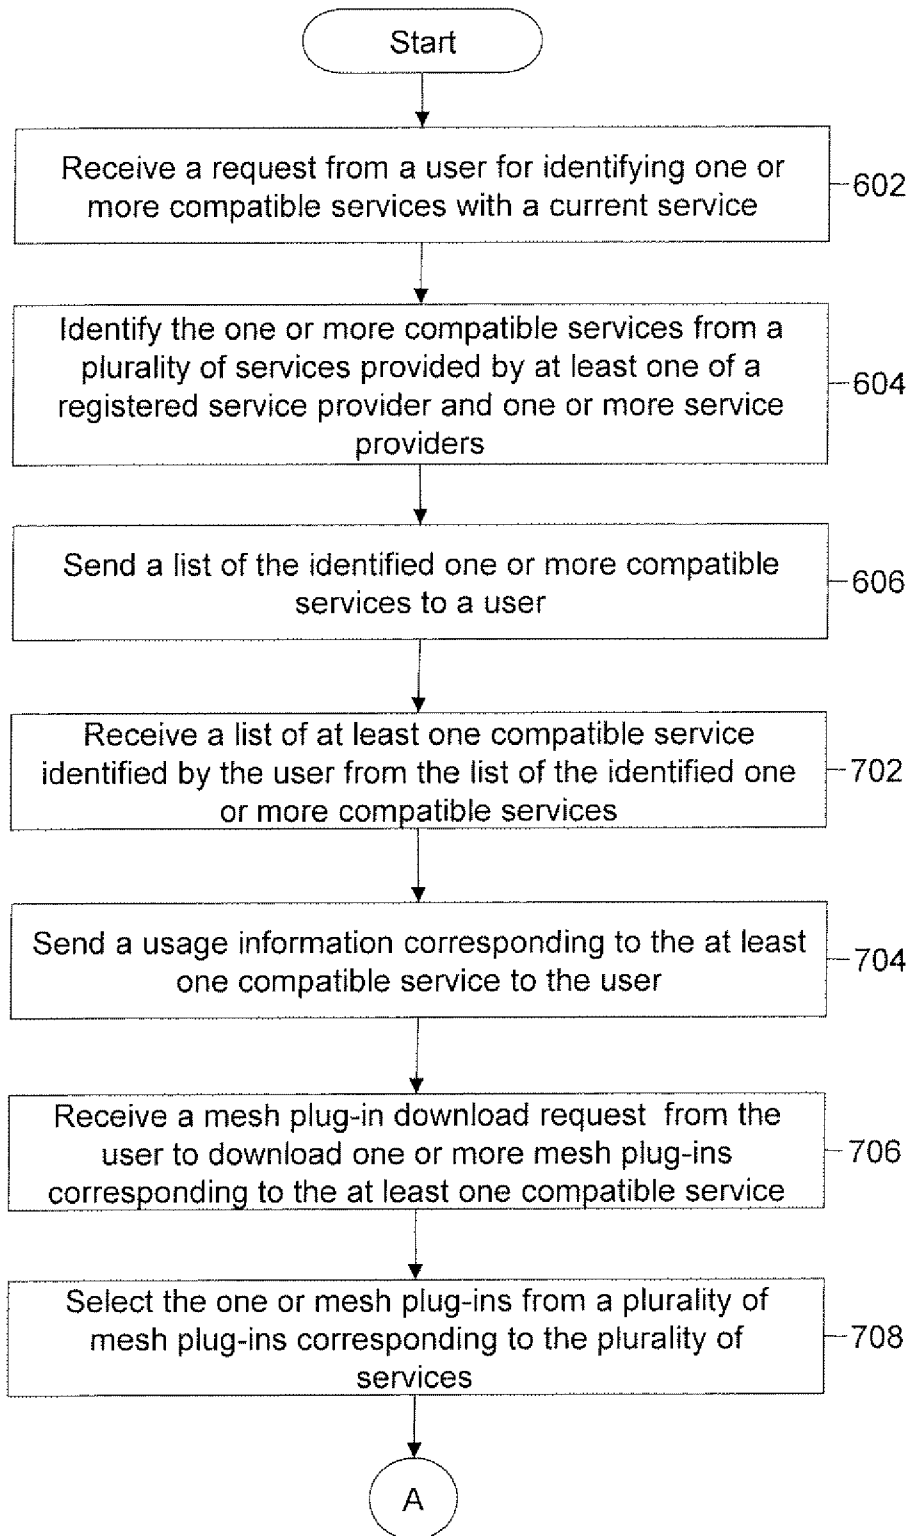 Start
Receive a request from a user for identifying one or
more compatible services with a current service
602
Identify the one or more compatible services from a
plurality of services provided by at least one of a
registered service provider and one or more service
providers
604
Send a list of the identified one or more compatible
services to a user
606
Receive a list of at least one compatible service
identified by the user from the list of the identified one
or more compatible services
702
Send a usage information corresponding to the at least
one compatible service to the user
704
Receive a mesh plug-in download request from the
user to download one or more mesh plug-ins
corresponding to the at least one compatible service
706
Select the one or mesh plug-ins from a plurality of
mesh plug-ins corresponding to the plurality of
services
708
A